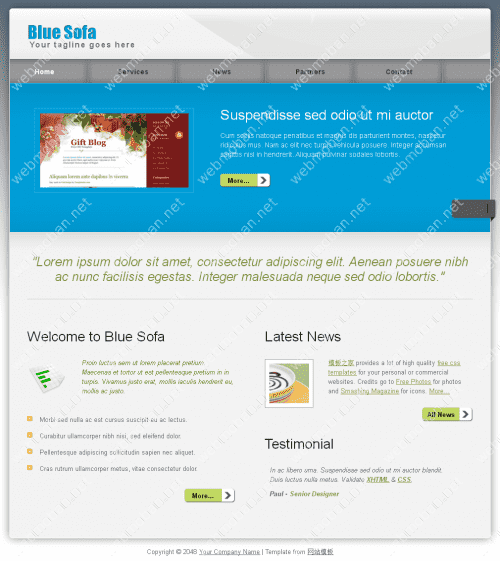 Blue Sofa
Your tagline goes here
Home
Services
News
Partners
Contact
Gift Blog
Suspendisse sed odio ut mi auctor
Cum sociis natoque penatibus et magnis dis parturient montes, nascetur
ridiculus mus. Nam ac elit nec turpis vehicula posuere. Integer accumsan
mattis nisl in hendrerit. Aliquam pulvinar sodales lobortis.
More...
"Lorem ipsum dolor sit amet, consectetur adipiscing elit. Aenean posuere nibh
ac nunc facilisis egestas. Integer malesuada neque sed odio lobortis."
Welcome to Blue Sofa
Proin luctus sem ut lorem placerat pretium.
Maecenas et tortor ut est pellentesque pretium in in
turpis. Vivamus justo erat, mollis iaculis hendrerit eu,
mollis ac justo.
Morbi sed nulla ac est cursus suscipit eu ac lectus.
Curabitur ullamcorper nibh nisi, sed eleifend dolor.
Pellentesque adipiscing sollicitudin sapien nec aliquet.
Cras rutrum ullamcorper metus, vitae consectetur dolor.
More...
Latest News
模板之家 provides a lot of high quality free css
templates for your personal or commercial
websites. Credits go to Free Photos for photos
and Smashing Magazine for icons. More...
All News
Testimonial
In ac libero urna. Suspendisse sed odio ut mi auctor blandit.
Duis luctus nulla metus. Validate XHTML & CSS.
Paul - Senior Designer
Copyright © 2048 Your Company Name | Template from 网站模板
webmuraban.net